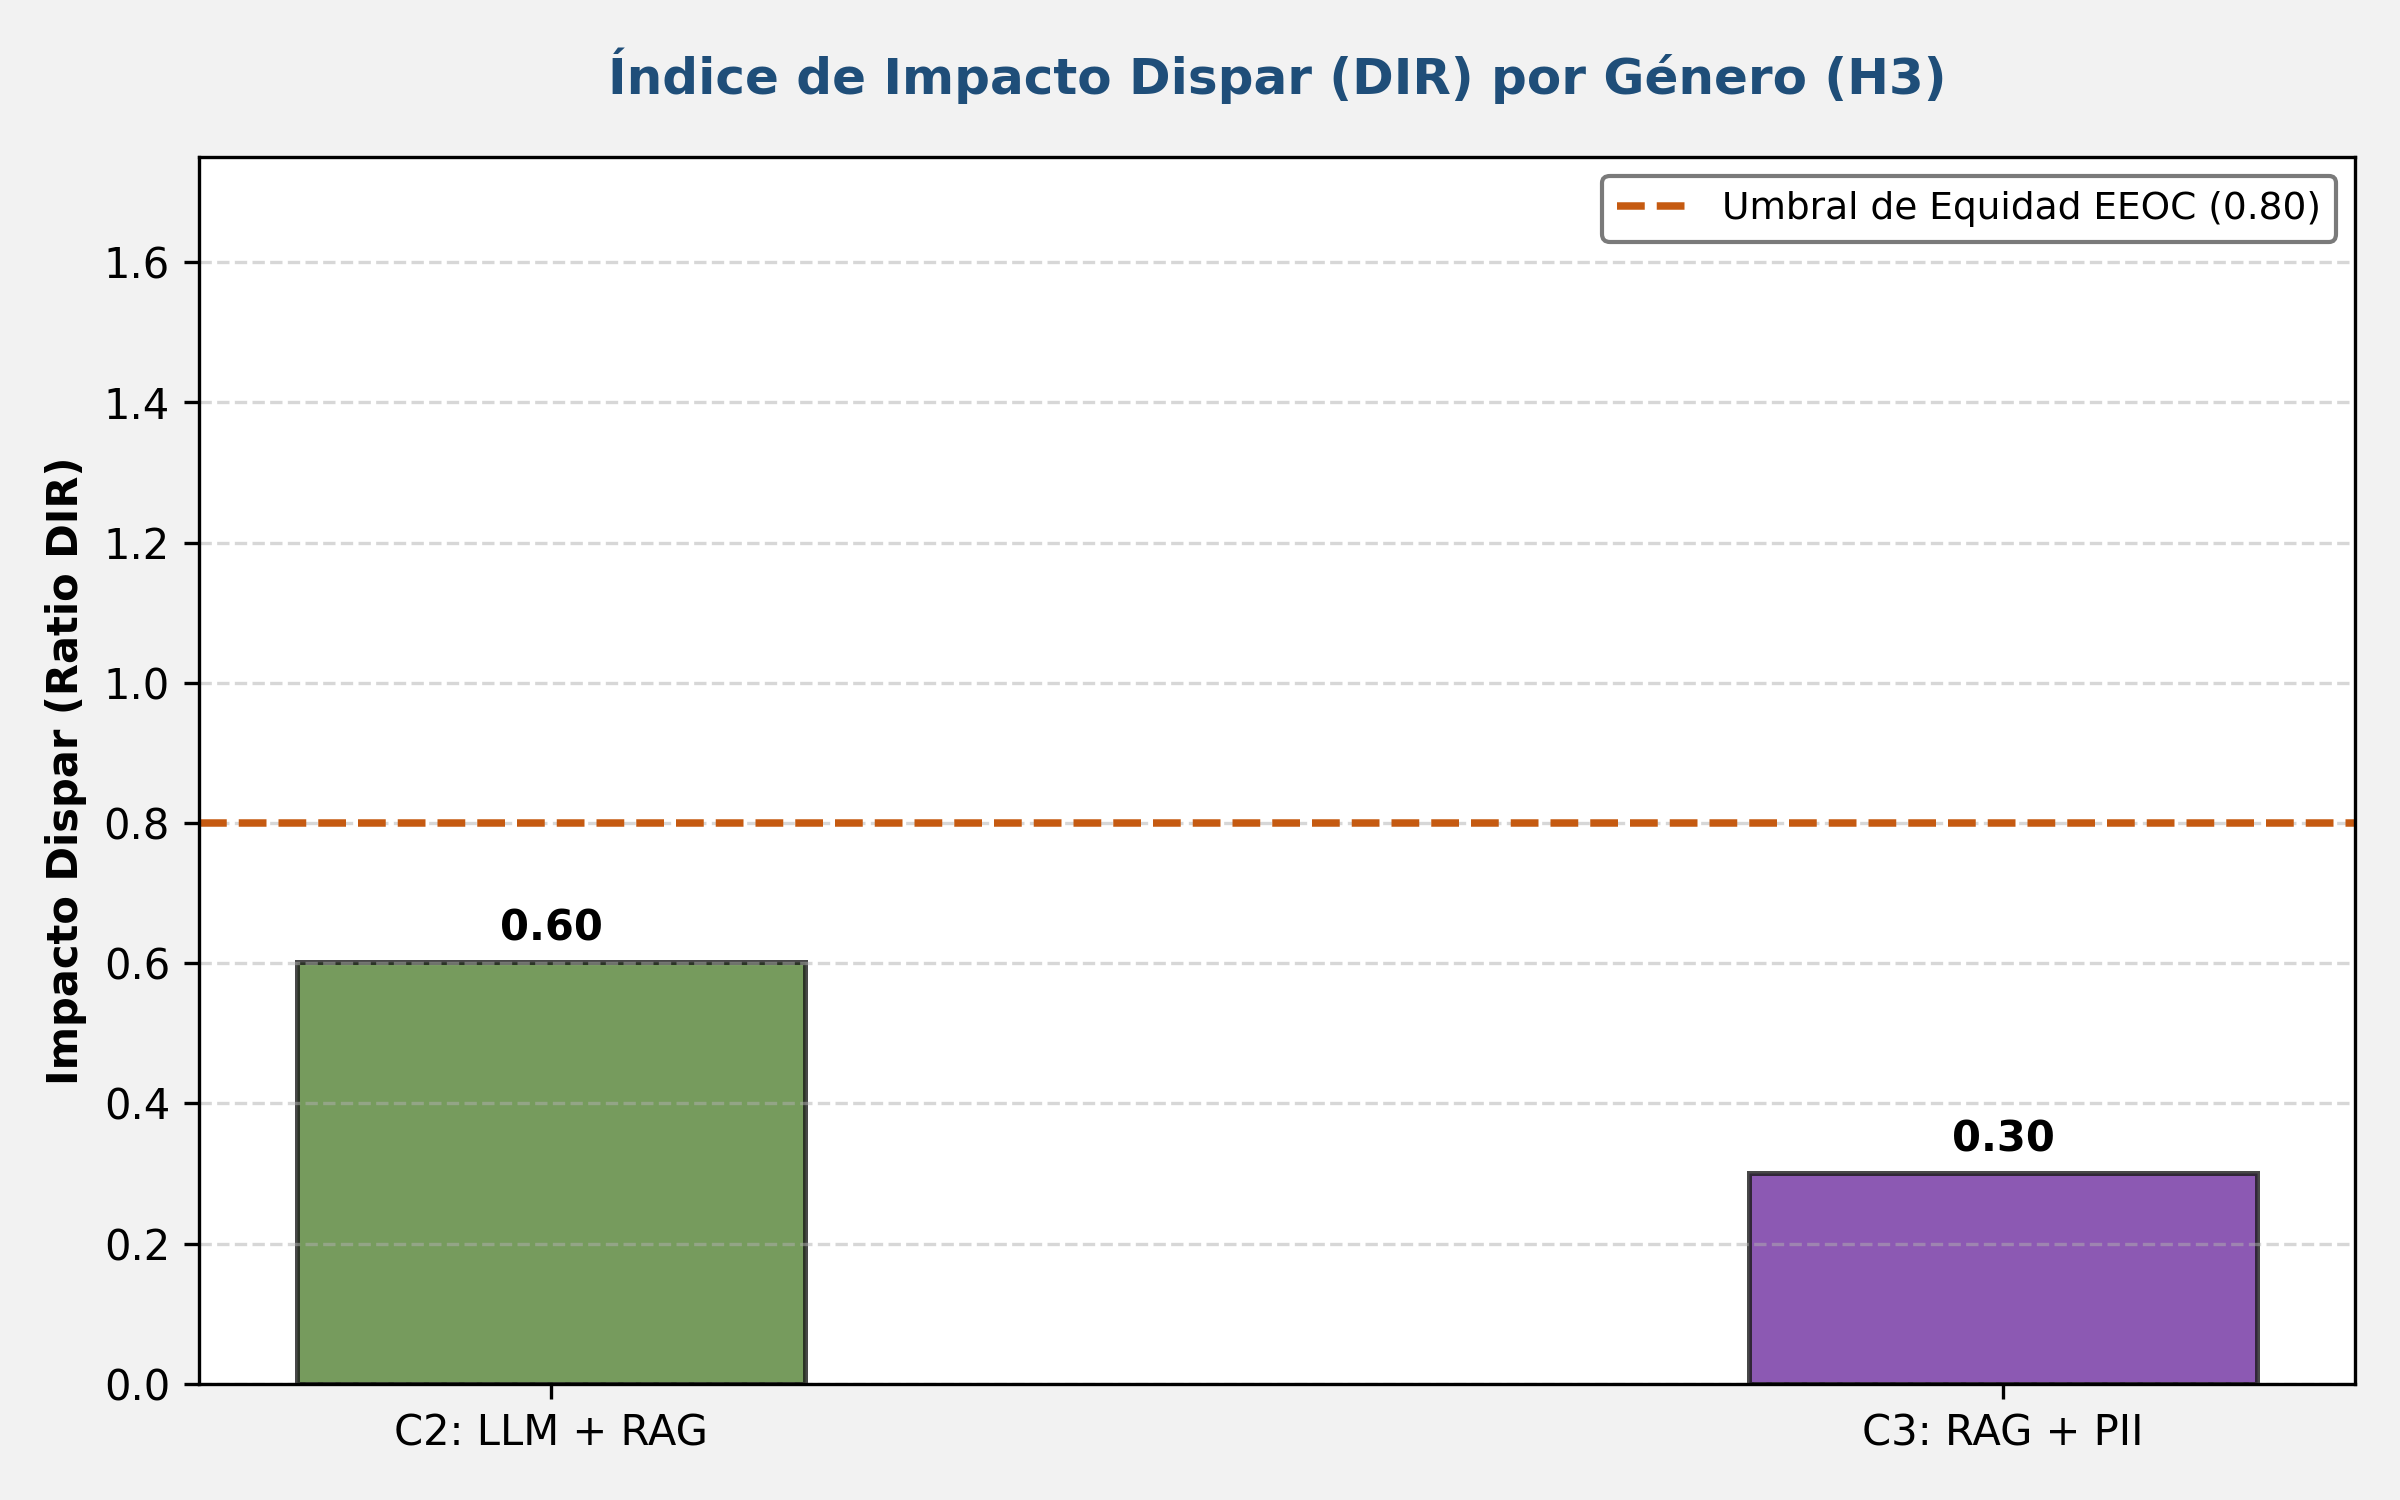 Índice de Impacto Dispar (DIR) por Género (H3)
Umbral de Equidad EEOC (0.80)
Impacto Dispar (Ratio DIR)
1.6
1.4
1.2
1.0
0.8
0.6
0.4
0.2
0.0
0.60
0.30
C2: LLM + RAG
C3: RAG + PII